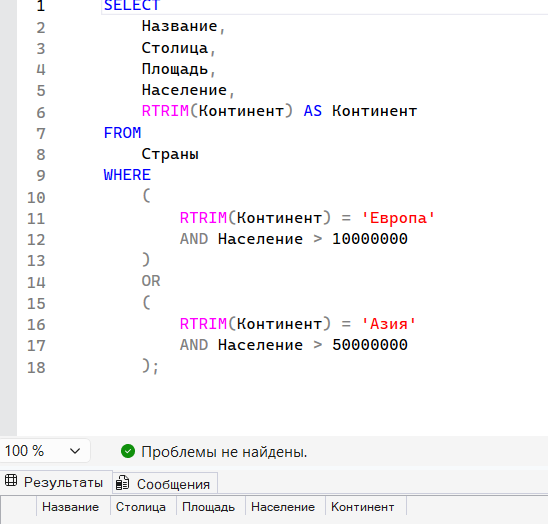 1 SELECT
2 Название,
3 Столица,
4 Площадь,
5 Население,
6 RTRIM(Континент) AS Континент
7 FROM
8 Страны
9 WHERE
10 (
11 RTRIM(Континент) = 'Европа'
12 AND Население > 10000000
13 )
14 OR
15 (
16 RTRIM(Континент) = 'Азия'
17 AND Население > 50000000
18 );
100 % Проблемы не найдены.
Результаты Сообщения
Название Столица Площадь Население Континент